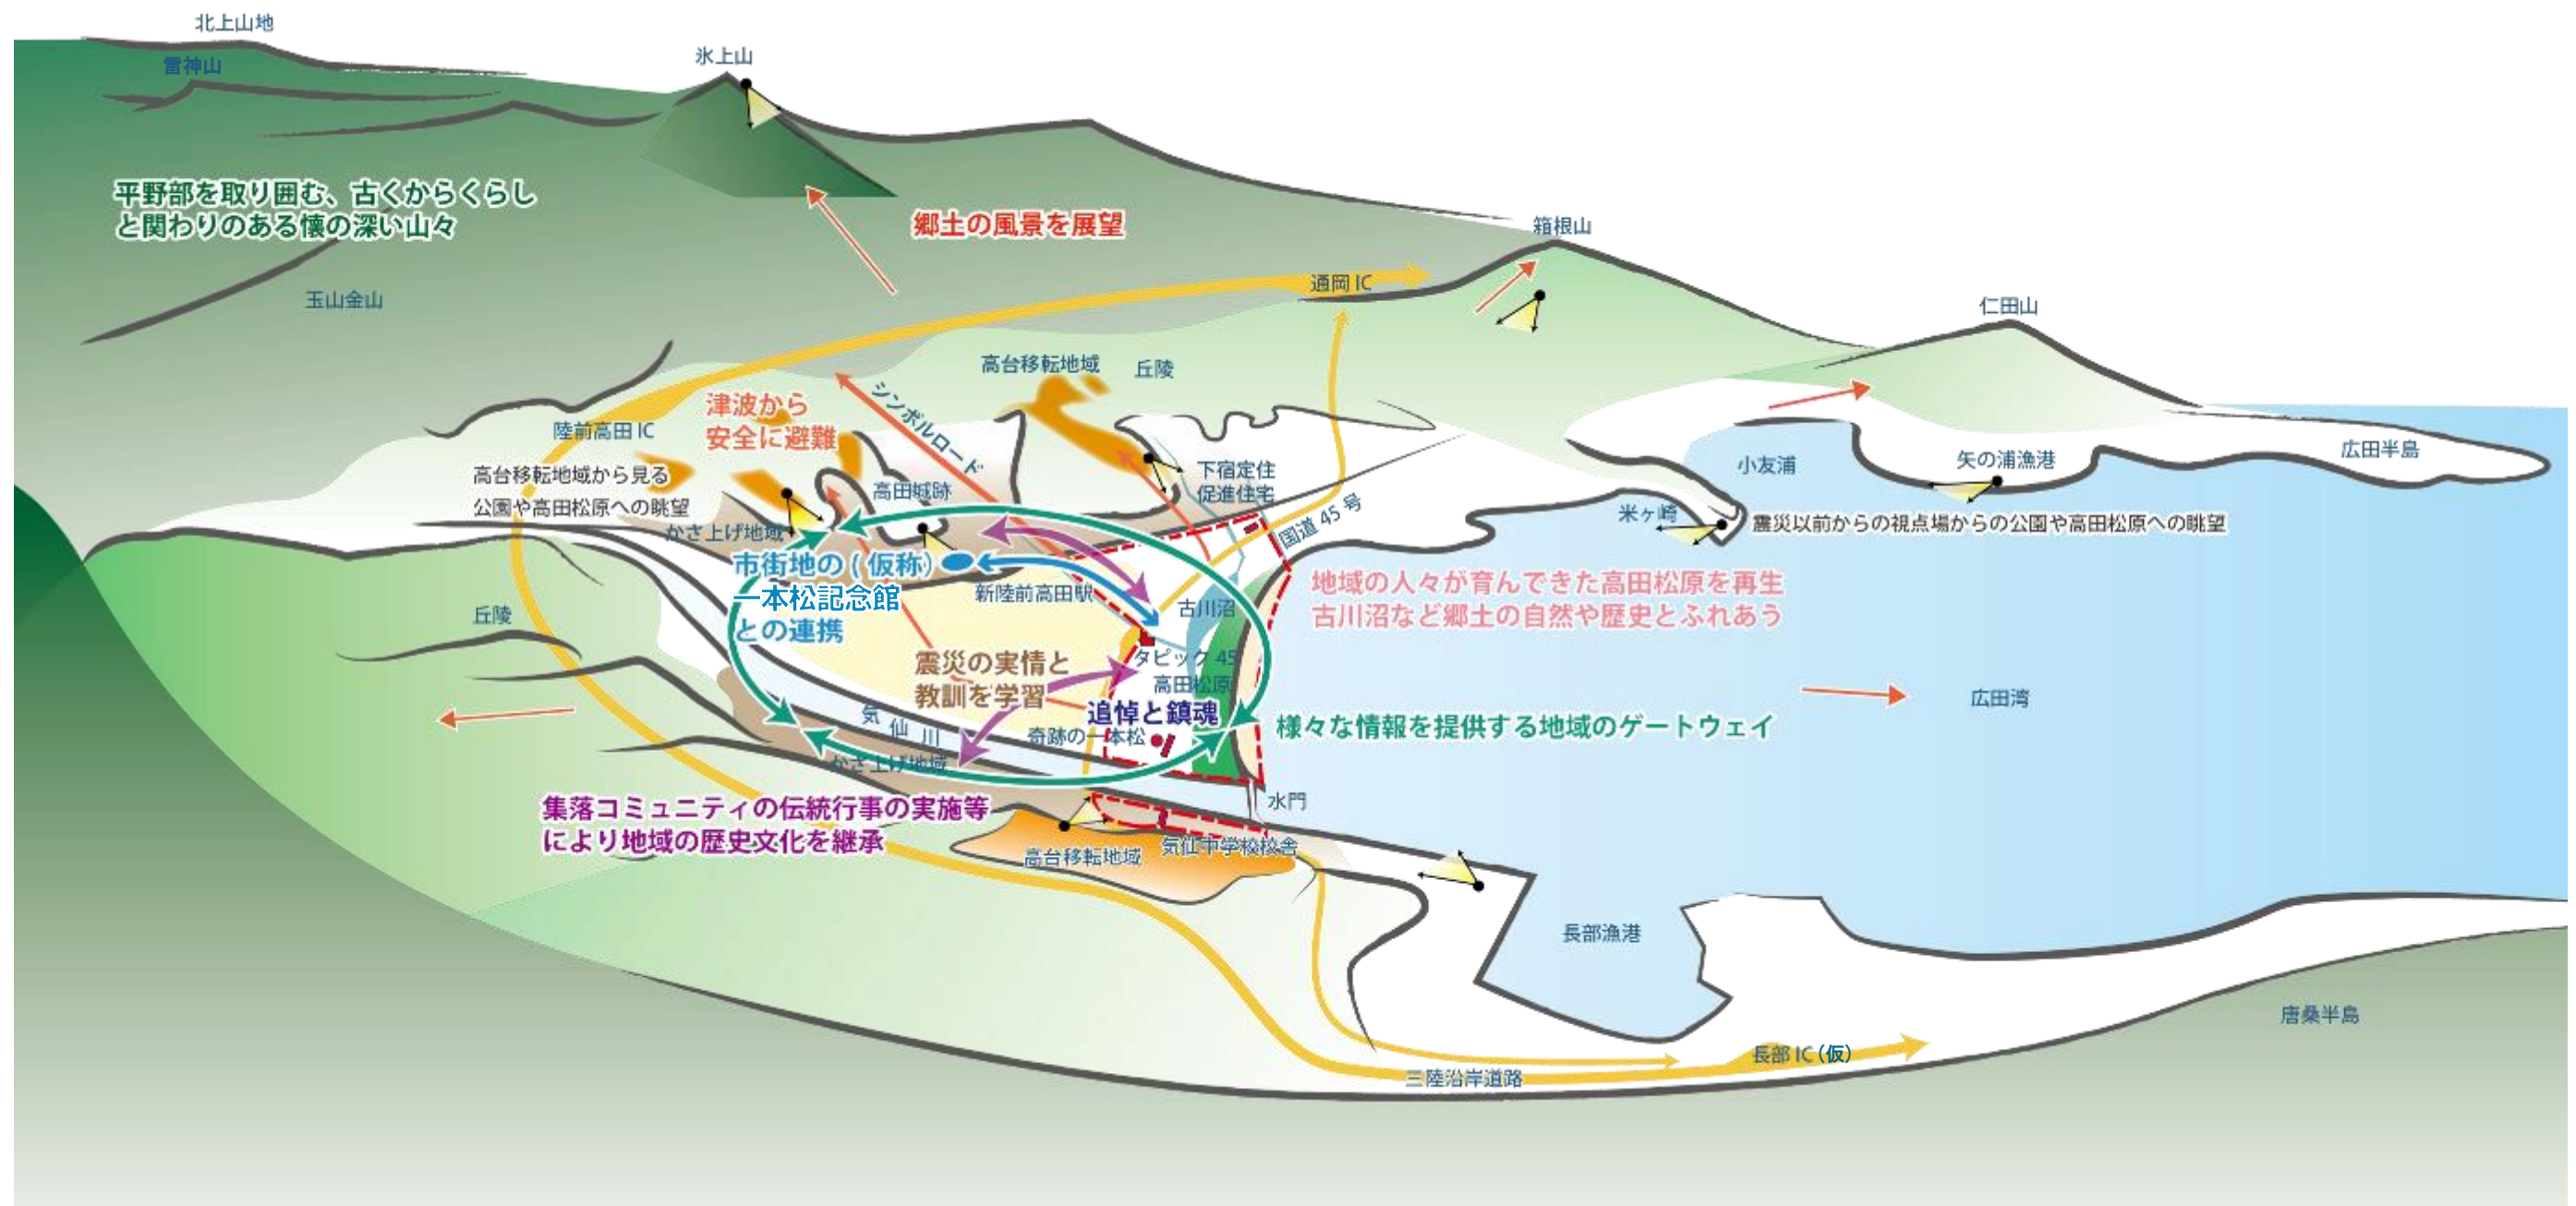 北上山地
雷神山
氷上山
平野部を取り囲む、古くからくらし
と関わりのある懐の深い山々
郷土の風景を展望
箱根山
玉山金山
通岡 IC
仁田山
高台移転地域
丘陵
シンボルロード
津波から
安全に避難
陸前高田 IC
高台移転地域から見る
公園や高田松原への眺望
高田城跡
下宿定住
促進住宅
国道 45 号
小友浦
矢の浦漁港
広田半島
米ヶ崎
震災以前からの視点場からの公園や高田松原への眺望
かさ上げ地域
市街地の ( 仮称)
一本松記念館
との連携
新陸前高田駅
古川沼
地域の人々が育んできた高田松原を再生
古川沼など郷土の自然や歴史とふれあう
丘陵
震災の実情と
教訓を学習
タピック 45
高田松原
追悼と鎮魂
奇跡の一本松
気仙川
かさ上げ地域
様々な情報を提供する地域のゲートウェイ
広田湾
集落コミュニティの伝統行事の実施等
により地域の歴史文化を継承
水門
気仙中学校校舎
高台移転地域
長部漁港
唐桑半島
長部 IC (仮)
三陸沿岸道路